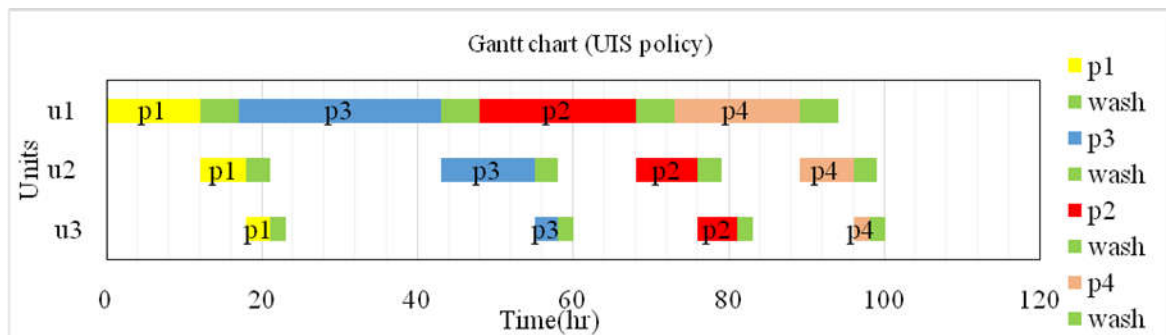 Gantt chart (UIS policy)
Units
u1
p1
p3
p2
p4
u2
p1
p3
p2
p4
u3
p1
p3
p2
p4
0
20
40
60
80
100
120
Time(hr)
p1
wash
p3
wash
p2
wash
p4
wash